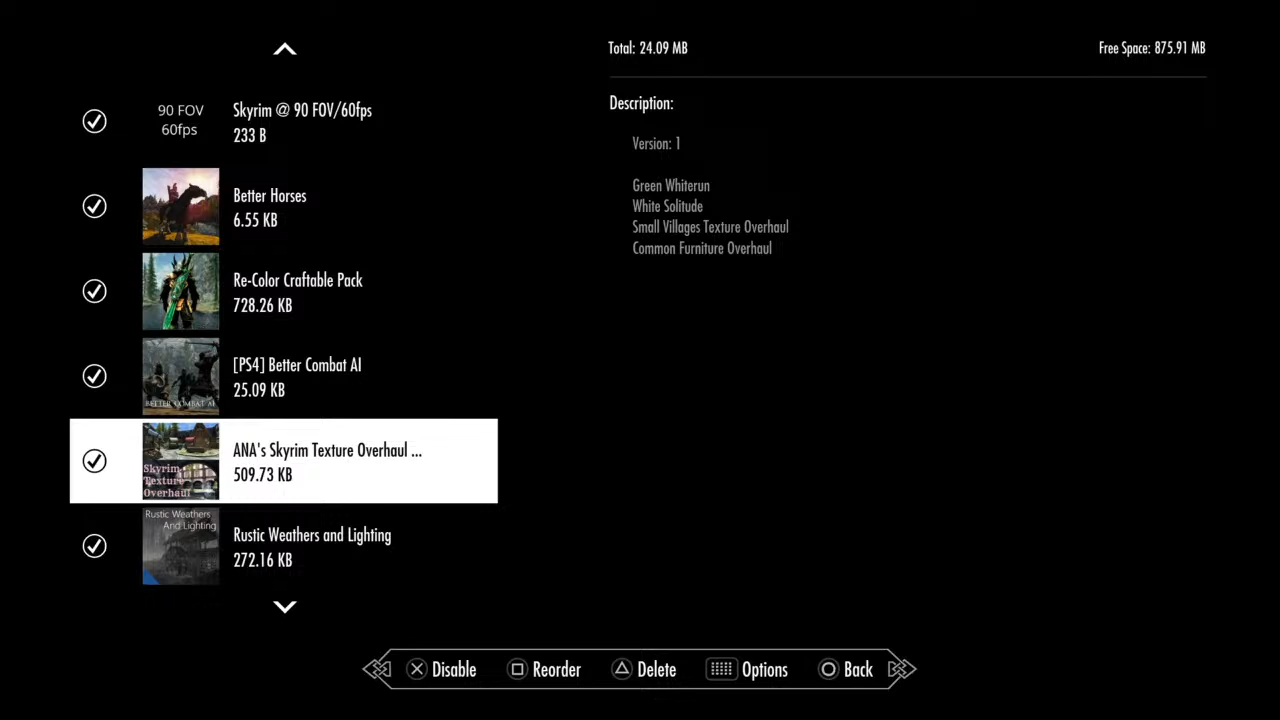 Total: 24.09 MB
Free Space: 875.91 MB
90 FOV
60fps
Skyrim @ 90 FOV/60fps
233 B
Better Horses
6.55 KB
Re-Color Craftable Pack
728.26 KB
BETTER COMBAT AI
[PS4] Better Combat AI
25.09 KB
Skyrim
Texture
Overhaul
ANA's Skyrim Texture Overhaul ...
509.73 KB
Rustic Weathers
And Lighting
Rustic Weathers and Lighting
272.16 KB
Description:
Version: 1
Green Whiterun
White Solitude
Small Villages Texture Overhaul
Common Furniture Overhaul
Disable
Reorder
Delete
Options
Back